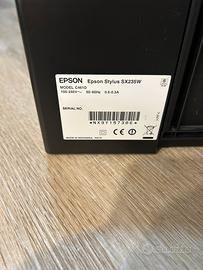 EPSON Epson Stylus SX235W
MODEL C461D
100-240V~ 50-60Hz 0.6-0.3A
SERIAL NO.